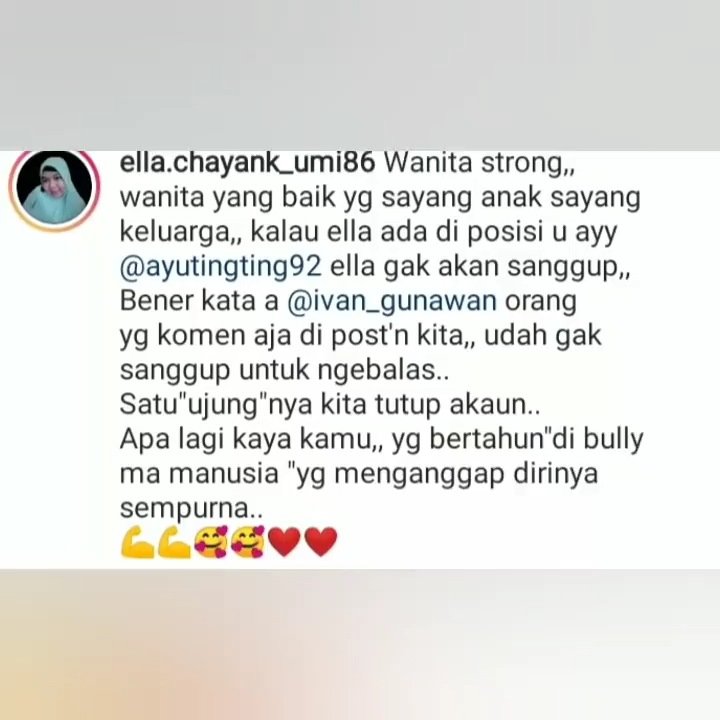 ella.chayank_umi86 Wanita strong,,
wanita yang baik yg sayang anak sayang
keluarga,, kalau ella ada di posisi u ayy
@ayutingting92 ella gak akan sanggup,,
Bener kata a @ivan_gunawan orang
yg komen aja di post'n kita,, udah gak
sanggup untuk ngebalas..
Satu"ujung"nya kita tutup akaun..
Apa lagi kaya kamu,, yg bertahun"di bully
ma manusia "yg menganggap dirinya
sempurna..
💪💪🥰🥰❤️❤️